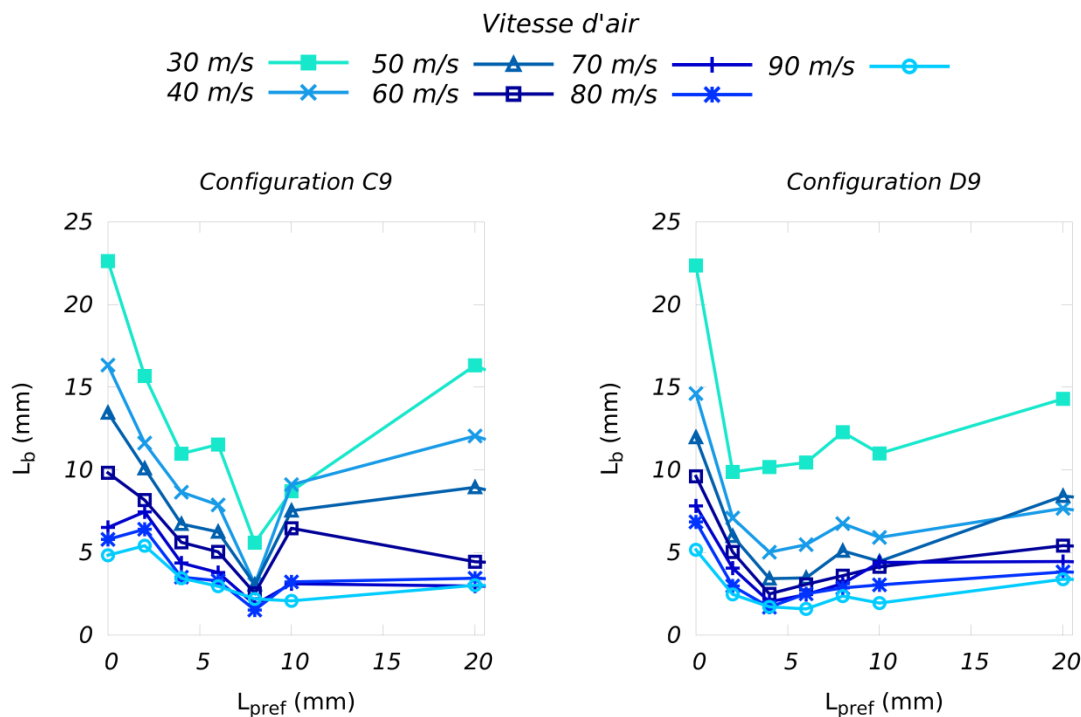 Vitesse d'air
30 m/s 50 m/s 70 m/s 90 m/s
40 m/s 60 m/s 80 m/s
Configuration C9 Configuration D9
25
20
15
10
5
0
L_b (mm)
0 5 10 15 20
L_pref (mm)
25
20
15
10
5
0
L_b (mm)
0 5 10 15 20
L_pref (mm)